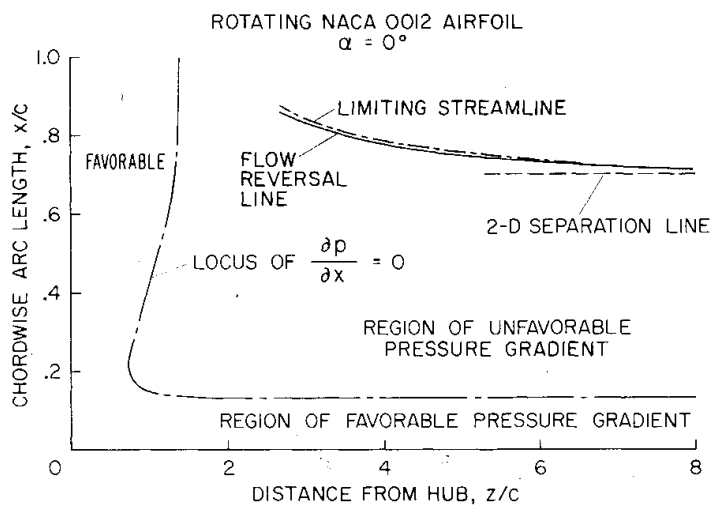 ROTATING NACA 0012 AIRFOIL
α = 0°
1.0
.8
.6
.4
.2
0
2
4
6
8
CHORDWISE ARC LENGTH, x/c
DISTANCE FROM HUB, z/c
FAVORABLE
LIMITING STREAMLINE
FLOW
REVERSAL
LINE
2-D SEPARATION LINE
LOCUS OF ∂p/∂x = 0
REGION OF UNFAVORABLE
PRESSURE GRADIENT
REGION OF FAVORABLE PRESSURE GRADIENT